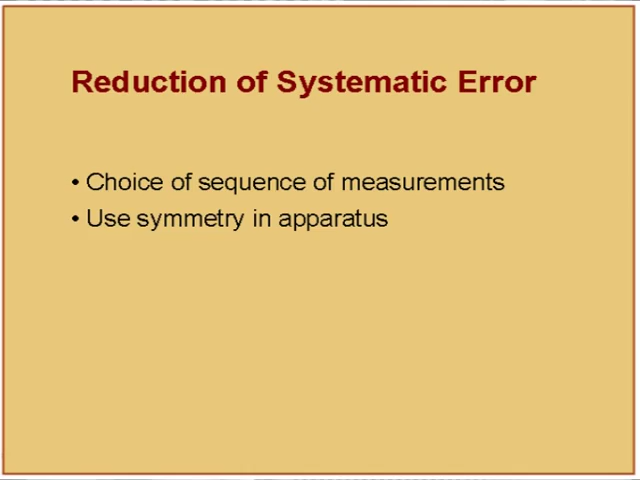 Reduction of Systematic Error
• Choice of sequence of measurements
• Use symmetry in apparatus